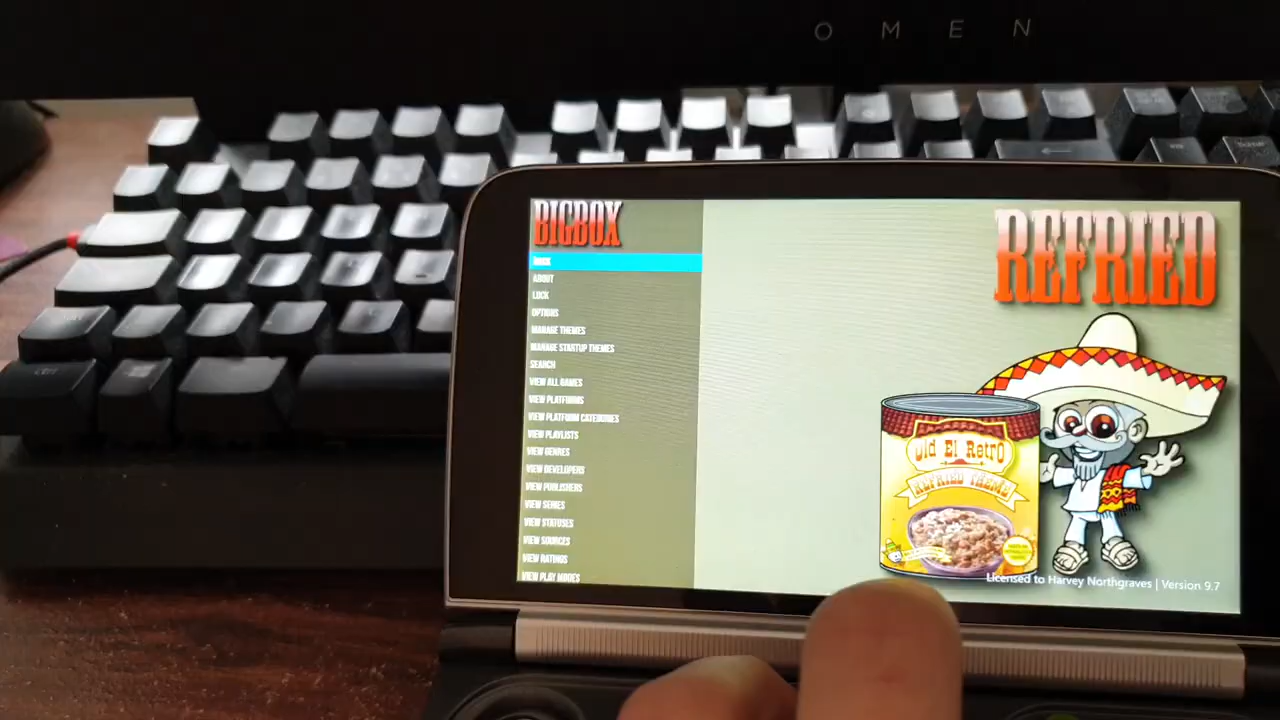 OMEN
BIGBOX
REFRIED
BACK
ABOUT
LOCK
OPTIONS
MANAGE THEMES
MANAGE STARTUP THEMES
SEARCH
VIEW ALL GAMES
VIEW PLATFORMS
VIEW PLATFORM CATEGORIES
VIEW PLAYLISTS
VIEW GENRES
VIEW DEVELOPERS
VIEW PUBLISHERS
VIEW SERIES
VIEW STATUSES
VIEW SOURCES
VIEW RATINGS
VIEW PLAY MODES
Old El Retro
REFRIED THEME
Licensed to Harvey Northgraves | Version 9.7